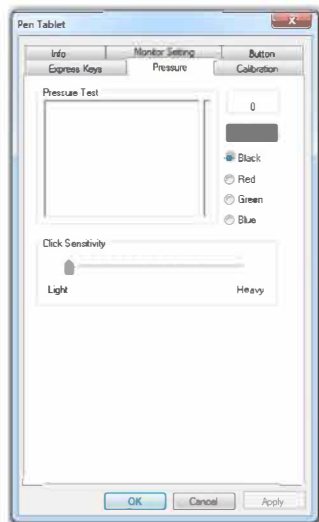 Pen Tablet
X
Info Monitor Setting Button
Express Keys Pressure Calibration
Pressure Test
0
Black
Red
Green
Blue
Click Sensitivity
Light Heavy
OK Cancel Apply